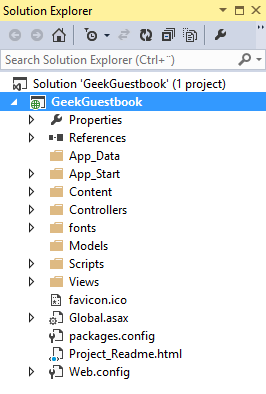 Solution Explorer
Search Solution Explorer (Ctrl+¨)
Solution 'GeekGuestbook' (1 project)
GeekGuestbook
Properties
References
App_Data
App_Start
Content
Controllers
fonts
Models
Scripts
Views
favicon.ico
Global.asax
packages.config
Project_Readme.html
Web.config